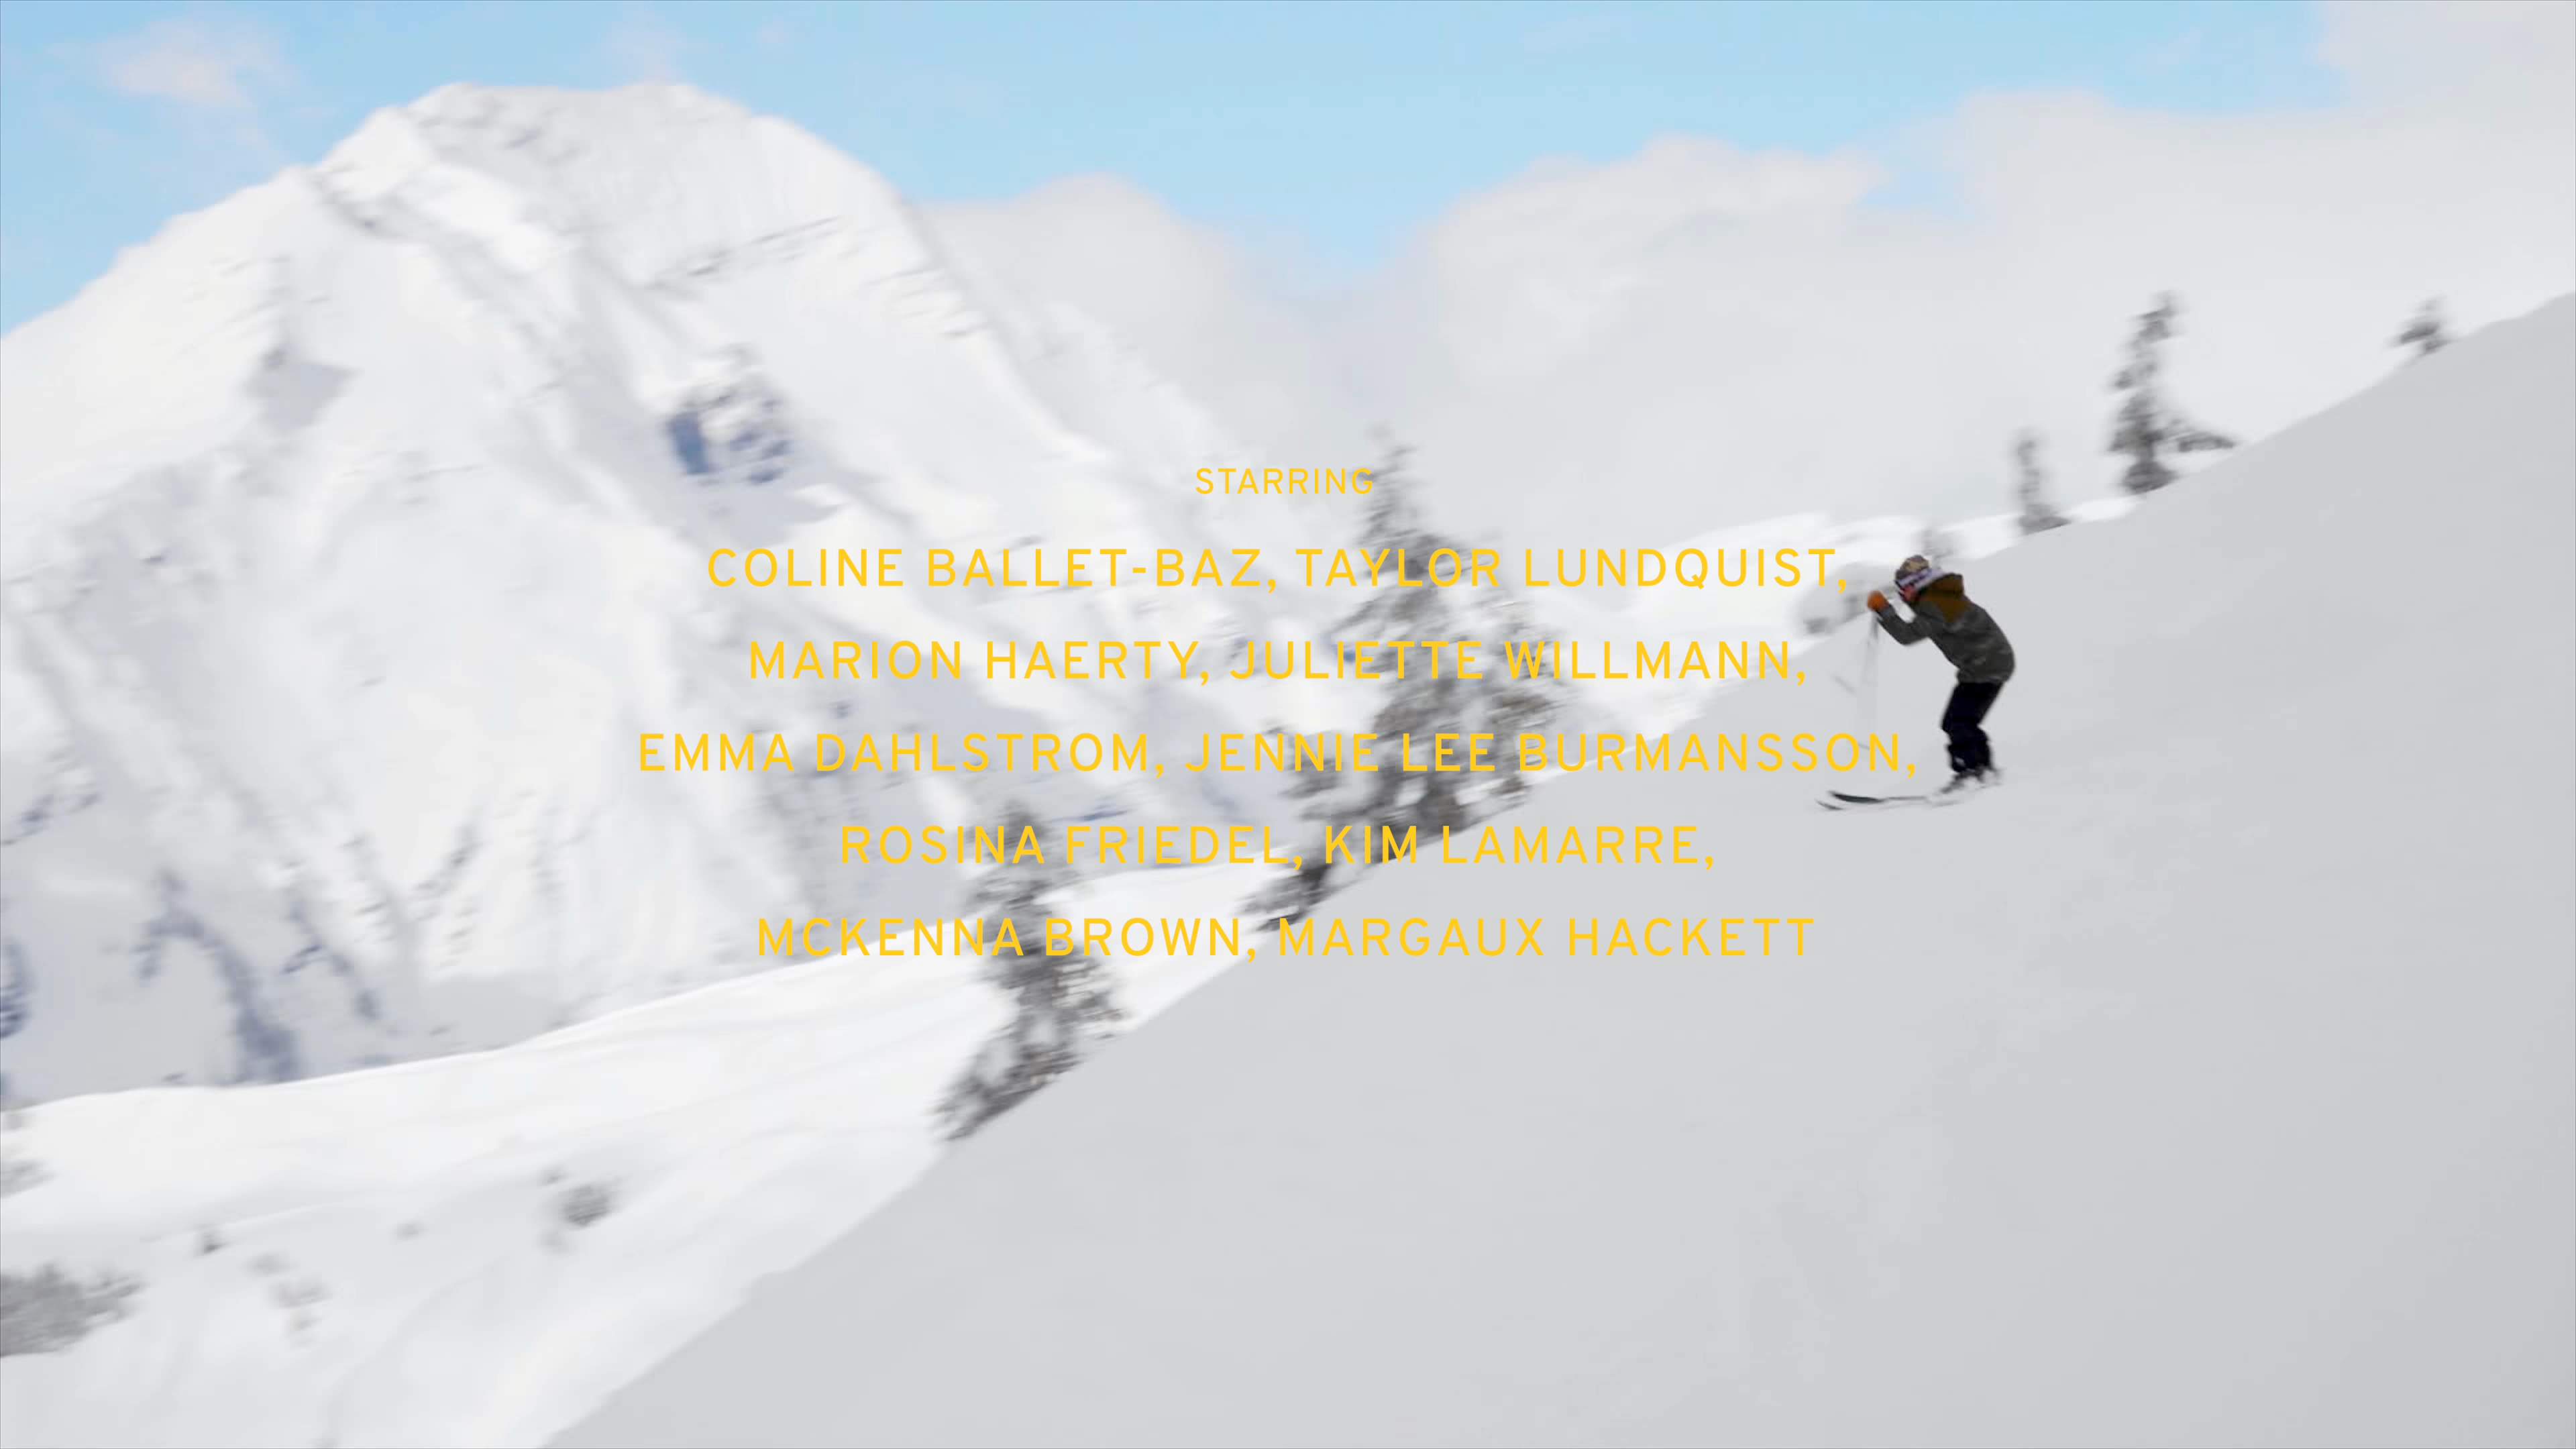 STARRING
COLINE BALLET-BAZ, TAYLOR LUNDQUIST,
MARION HAERTY, JULIETTE WILLMANN,
EMMA DAHLSTROM, JENNIE LEE BURMANSSON,
ROSINA FRIEDEL, KIM LAMARRE,
MCKENNA BROWN, MARGAUX HACKETT